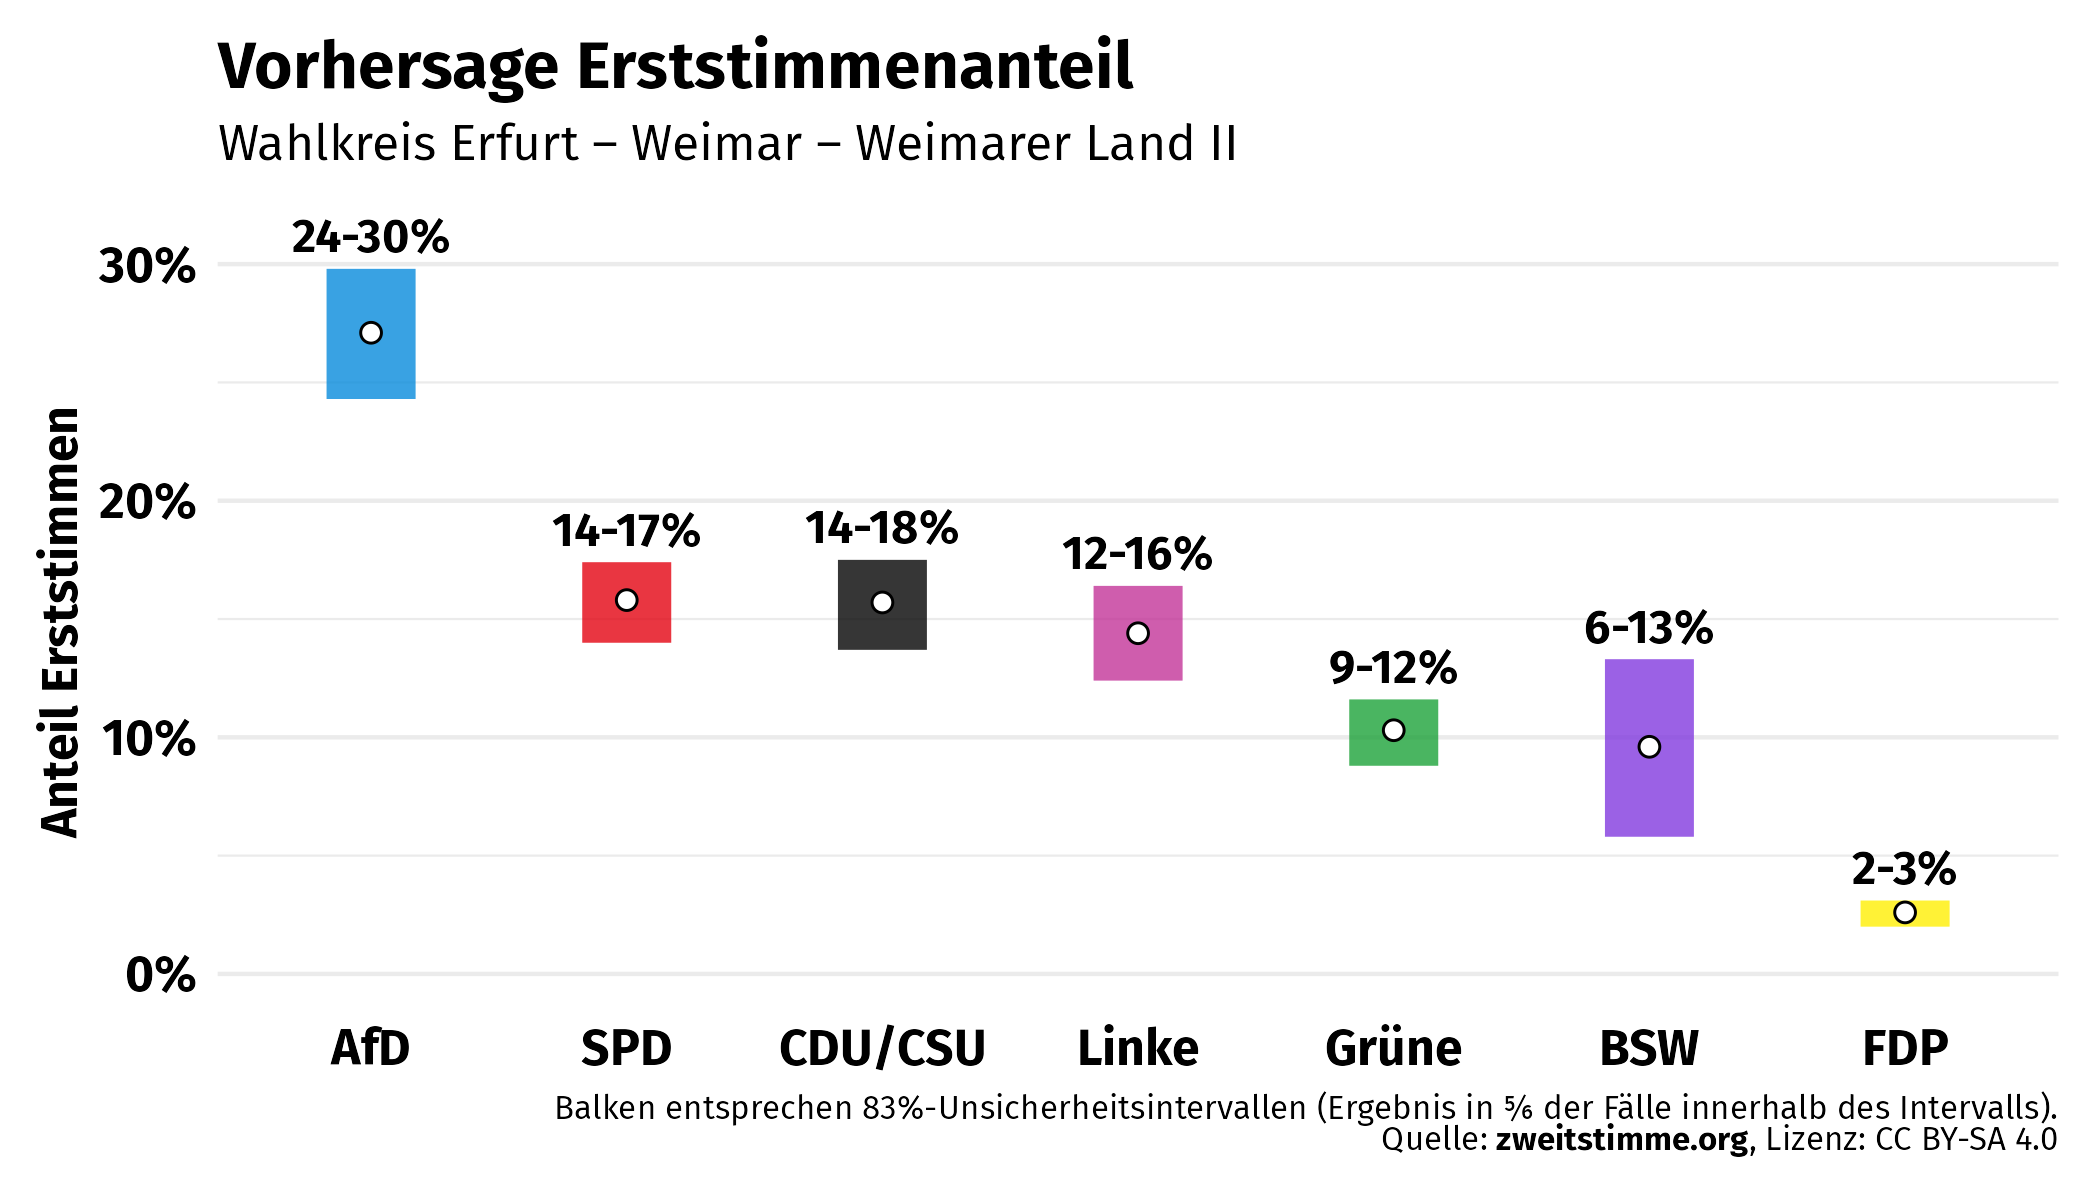 Vorhersage Erststimmenanteil
Wahlkreis Erfurt – Weimar – Weimarer Land II
Anteil Erststimmen
30%
20%
10%
0%
24-30%
14-17%
14-18%
12-16%
9-12%
6-13%
2-3%
AfD
SPD
CDU/CSU
Linke
Grüne
BSW
FDP
Balken entsprechen 83%-Unsicherheitsintervallen (Ergebnis in ⅚ der Fälle innerhalb des Intervalls).
Quelle: zweitstimme.org, Lizenz: CC BY-SA 4.0